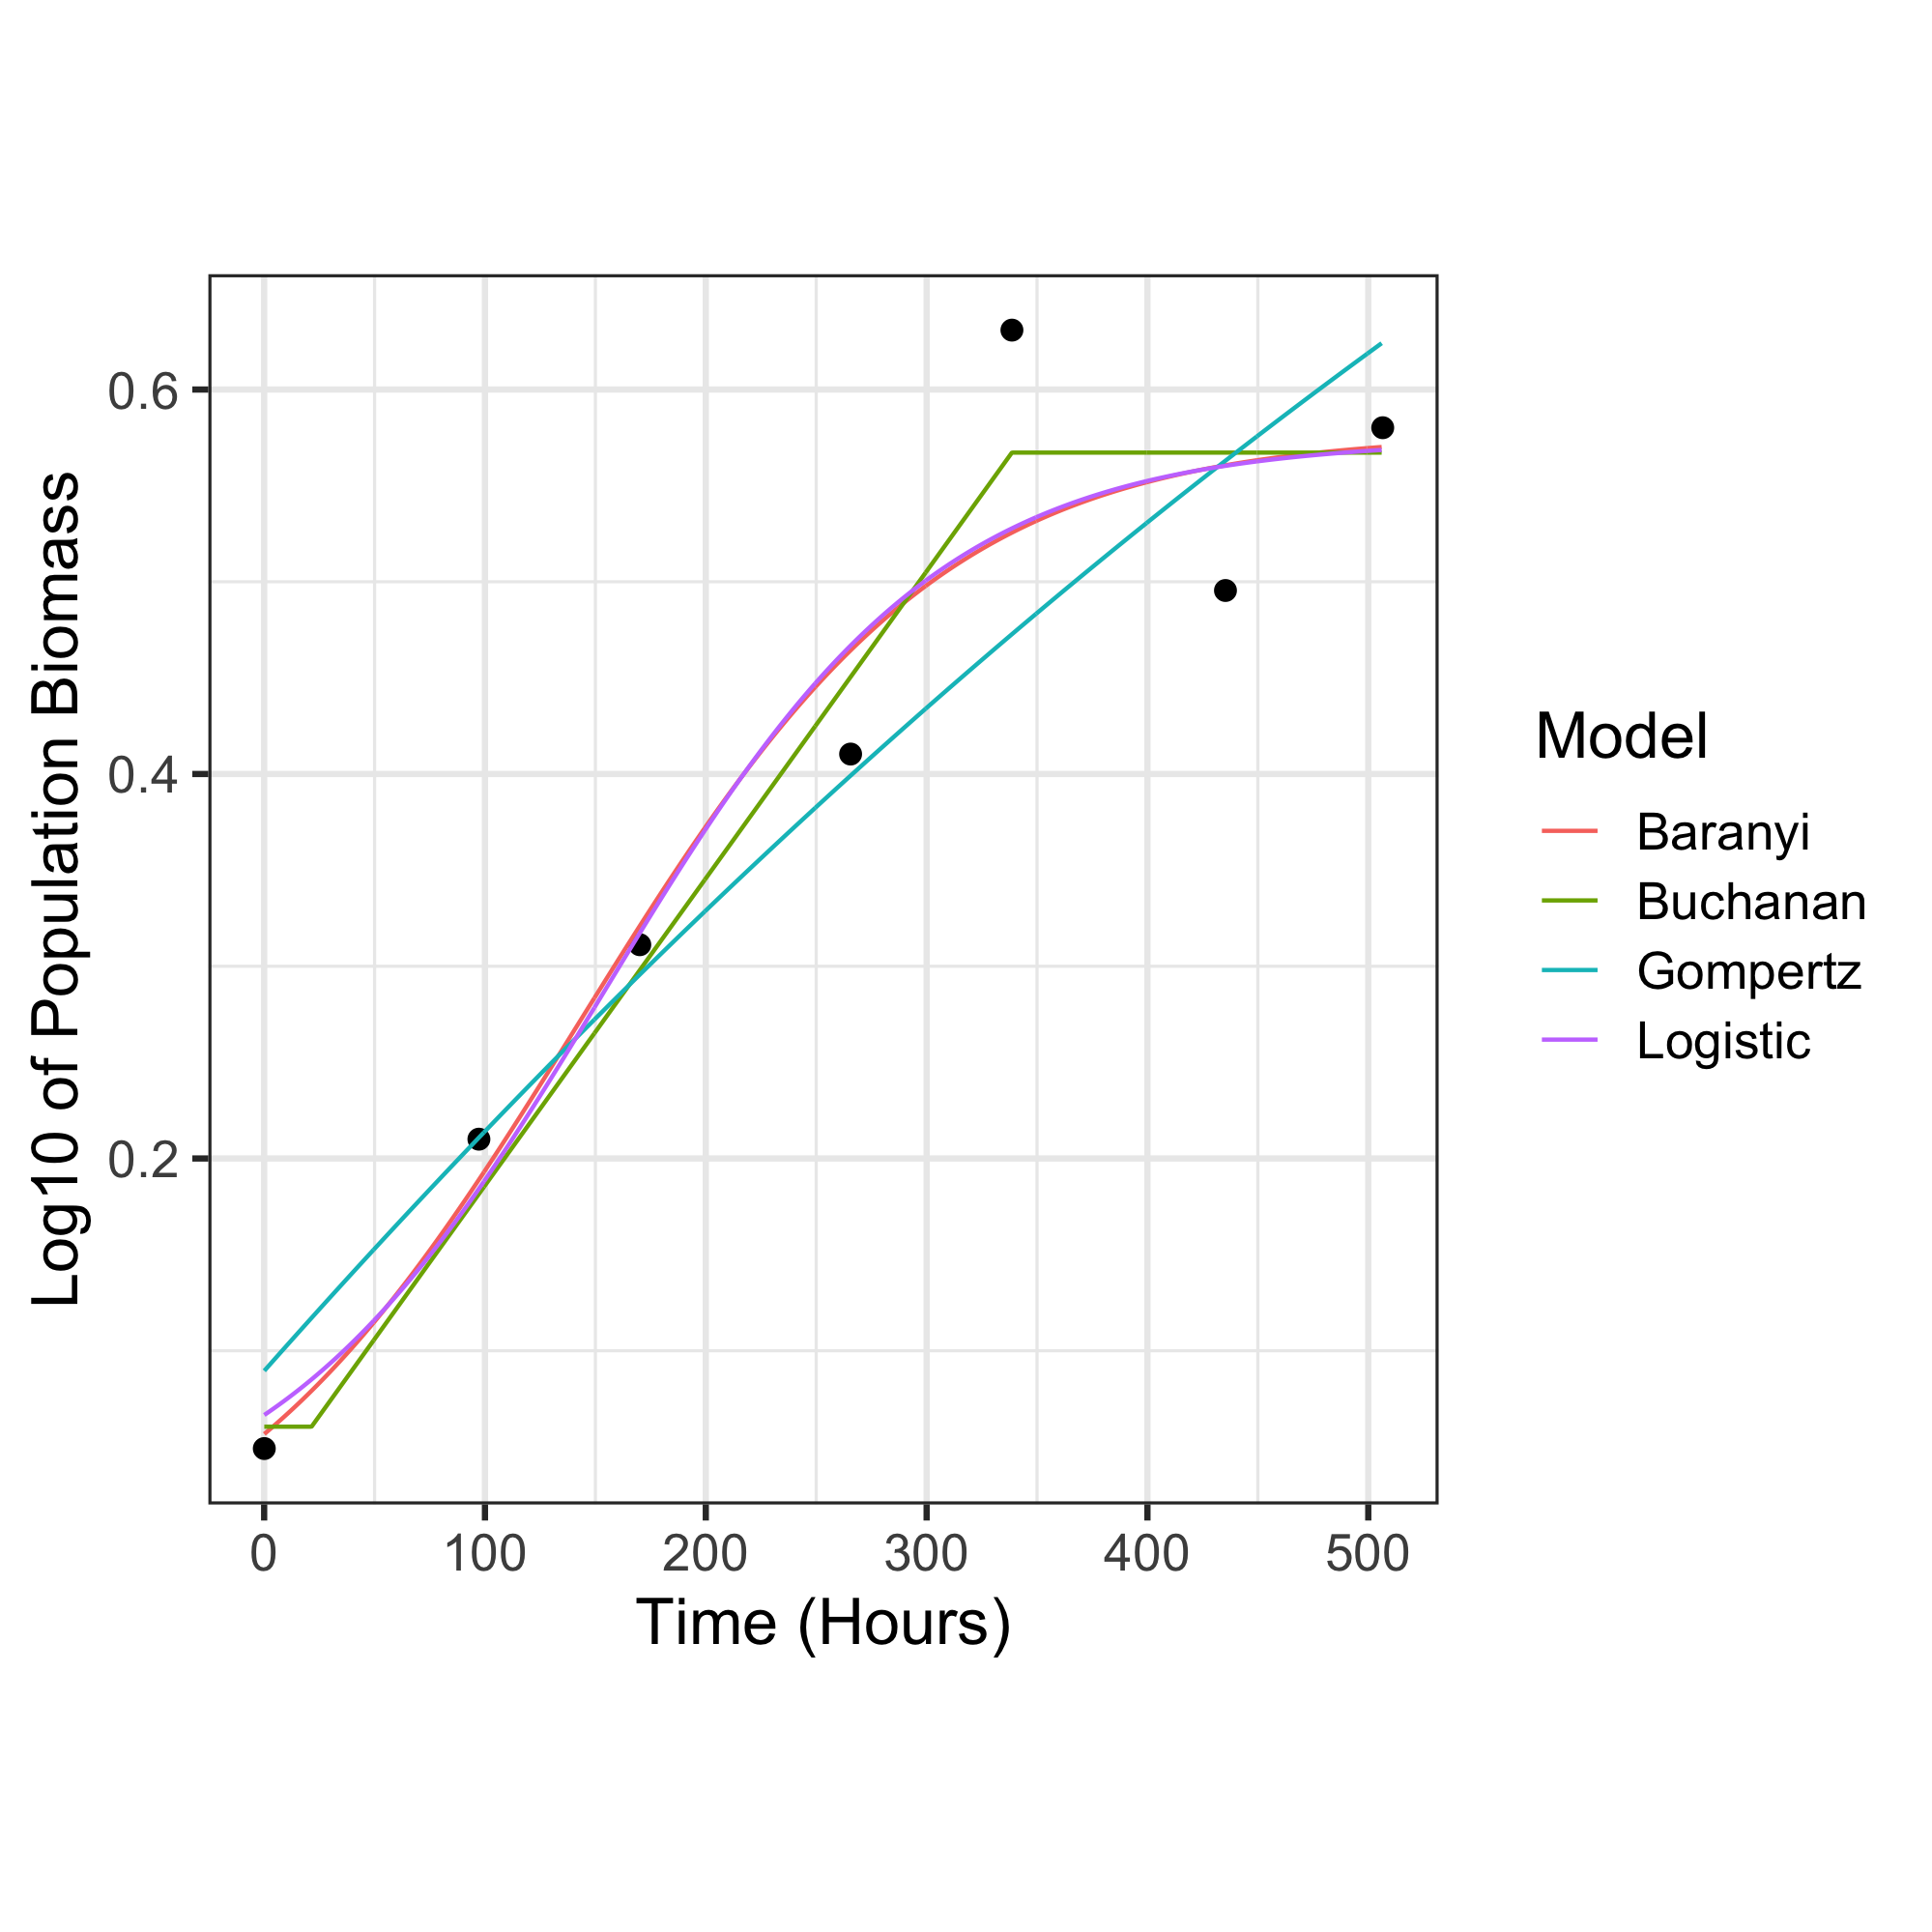 Log10 of Population Biomass
0.6
0.4
0.2
0 100 200 300 400 500
Time (Hours)
Model
Baranyi
Buchanan
Gompertz
Logistic